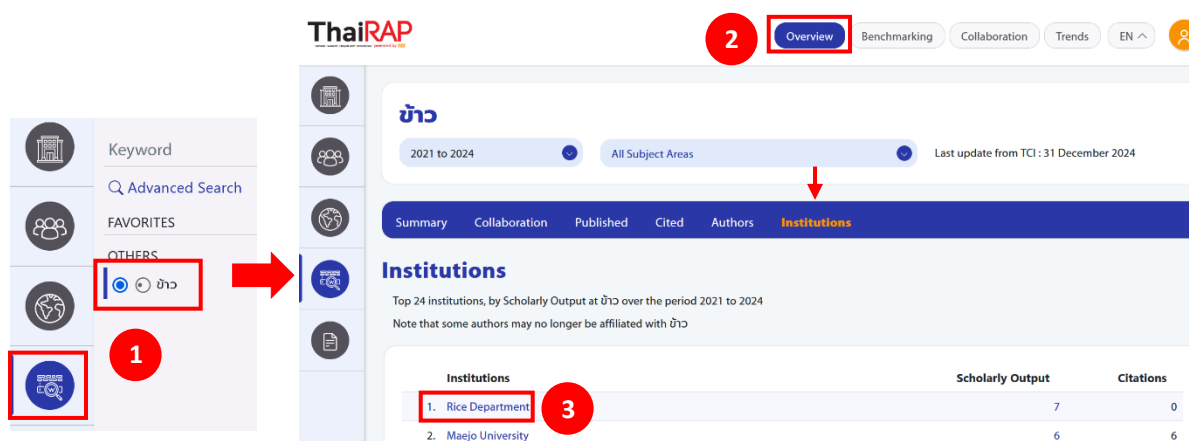 Keyword
Advanced Search
FAVORITES
OTHERS
ข้าว
1
ThaiRAP
2
Overview
Benchmarking
Collaboration
Trends
EN
ข้าว
2021 to 2024
All Subject Areas
Last update from TCI : 31 December 2024
Summary
Collaboration
Published
Cited
Authors
Institutions
Institutions
Top 24 institutions, by Scholarly Output at ข้าว over the period 2021 to 2024
Note that some authors may no longer be affiliated with ข้าว
Institutions Scholarly Output Citations
1. Rice Department 7 0
3
2. Maejo University 6 6